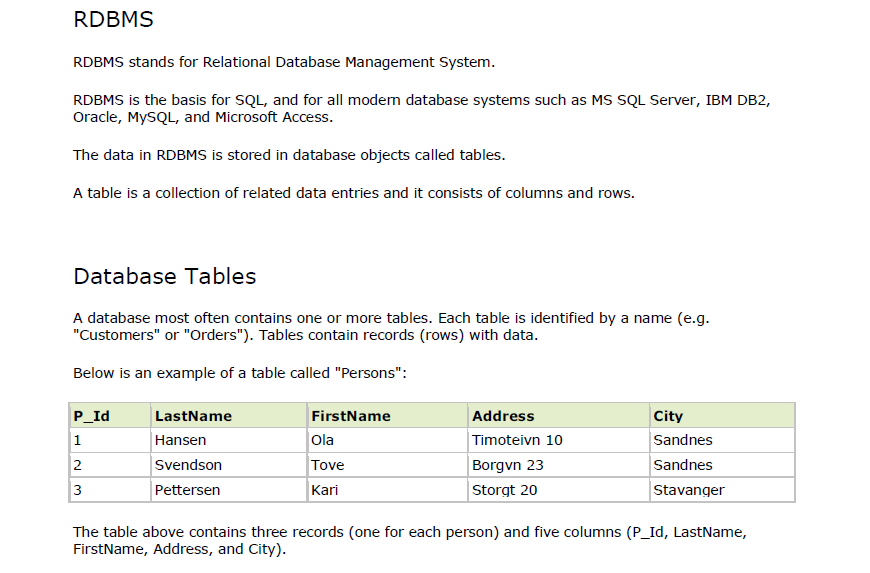 RDBMS
RDBMS stands for Relational Database Management System.
RDBMS is the basis for SQL, and for all modern database systems such as MS SQL Server, IBM DB2,
Oracle, MySQL, and Microsoft Access.
The data in RDBMS is stored in database objects called tables.
A table is a collection of related data entries and it consists of columns and rows.
Database Tables
A database most often contains one or more tables. Each table is identified by a name (e.g.
"Customers" or "Orders"). Tables contain records (rows) with data.
Below is an example of a table called "Persons":
P_Id LastName FirstName Address City
1 Hansen Ola Timoteivn 10 Sandnes
2 Svendson Tove Borgvn 23 Sandnes
3 Pettersen Kari Storgt 20 Stavanger
The table above contains three records (one for each person) and five columns (P_Id, LastName,
FirstName, Address, and City).